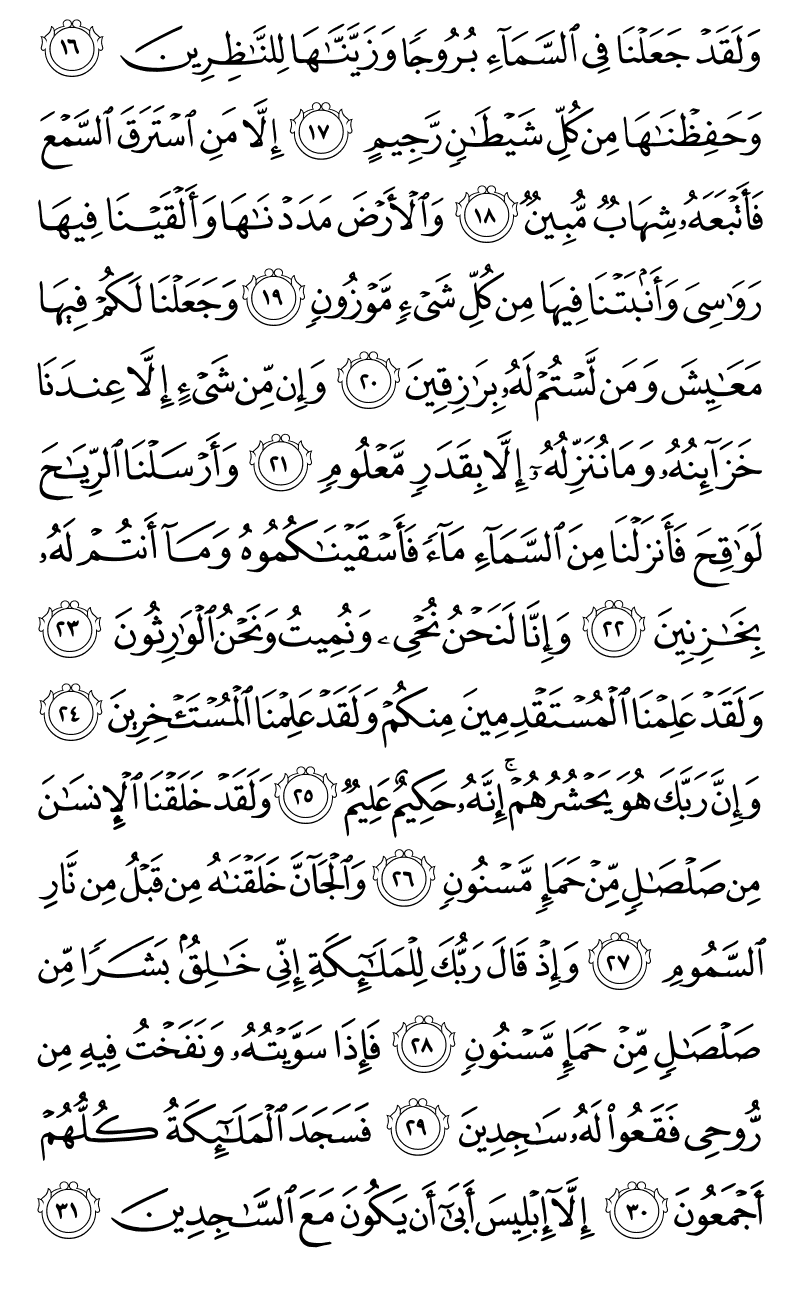 وَلَقَدۡ جَعَلۡنَا فِي ٱلسَّمَآءِ بُرُوجٗا وَزَيَّنَّٰهَا لِلنَّٰظِرِينَ ١٦
وَحَفِظۡنَٰهَا مِن كُلِّ شَيۡطَٰنٖ رَّجِيمٍ ١٧ إِلَّا مَنِ ٱسۡتَرَقَ ٱلسَّمۡعَ
فَأَتۡبَعَهُۥ شِهَابٞ مُّبِينٞ ١٨ وَٱلۡأَرۡضَ مَدَدۡنَٰهَا وَأَلۡقَيۡنَا فِيهَا
رَوَٰسِيَ وَأَنۢبَتۡنَا فِيهَا مِن كُلِّ شَيۡءٖ مَّوۡزُونٖ ١٩ وَجَعَلۡنَا لَكُمۡ فِيهَا
مَعَٰيِشَ وَمَن لَّسۡتُمۡ لَهُۥ بِرَٰزِقِينَ ٢٠ وَإِن مِّن شَيۡءٍ إِلَّا عِندَنَا
خَزَآئِنُهُۥ وَمَا نُنَزِّلُهُۥٓ إِلَّا بِقَدَرٖ مَّعۡلُومٖ ٢١ وَأَرۡسَلۡنَا ٱلرِّيَٰحَ
لَوَٰقِحَ فَأَنزَلۡنَا مِنَ ٱلسَّمَآءِ مَآءٗ فَأَسۡقَيۡنَٰكُمُوهُ وَمَآ أَنتُمۡ لَهُۥ
بِخَٰزِنِينَ ٢٢ وَإِنَّا لَنَحۡنُ نُحۡيِۦ وَنُمِيتُ وَنَحۡنُ ٱلۡوَٰرِثُونَ ٢٣
وَلَقَدۡ عَلِمۡنَا ٱلۡمُسۡتَقۡدِمِينَ مِنكُمۡ وَلَقَدۡ عَلِمۡنَا ٱلۡمُسۡتَـٔۡخِرِينَ ٢٤
وَإِنَّ رَبَّكَ هُوَ يَحۡشُرُهُمۡۚ إِنَّهُۥ حَكِيمٌ عَلِيمٞ ٢٥ وَلَقَدۡ خَلَقۡنَا ٱلۡإِنسَٰنَ
مِن صَلۡصَٰلٖ مِّنۡ حَمَإٖ مَّسۡنُونٖ ٢٦ وَٱلۡجَآنَّ خَلَقۡنَٰهُ مِن قَبۡلُ مِن نَّارِ
ٱلسَّمُومِ ٢٧ وَإِذۡ قَالَ رَبُّكَ لِلۡمَلَٰٓئِكَةِ إِنِّي خَٰلِقُۢ بَشَرٗا مِّن
صَلۡصَٰلٖ مِّنۡ حَمَإٖ مَّسۡنُونٖ ٢٨ فَإِذَا سَوَّيۡتُهُۥ وَنَفَخۡتُ فِيهِ مِن
رُّوحِي فَقَعُواْ لَهُۥ سَٰجِدِينَ ٢٩ فَسَجَدَ ٱلۡمَلَٰٓئِكَةُ كُلُّهُمۡ
أَجۡمَعُونَ ٣٠ إِلَّآ إِبۡلِيسَ أَبَىٰٓ أَن يَكُونَ مَعَ ٱلسَّٰجِدِينَ ٣١